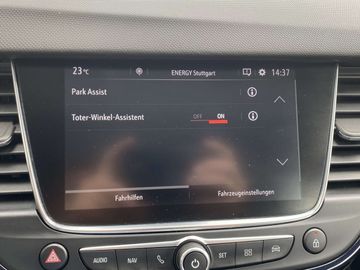 23°C ENERGY Stuttgart 14:37
Park Assist
Toter-Winkel-Assistent OFF ON
Fahrhilfen Fahrzeugeinstellungen
AUDIO NAV SET